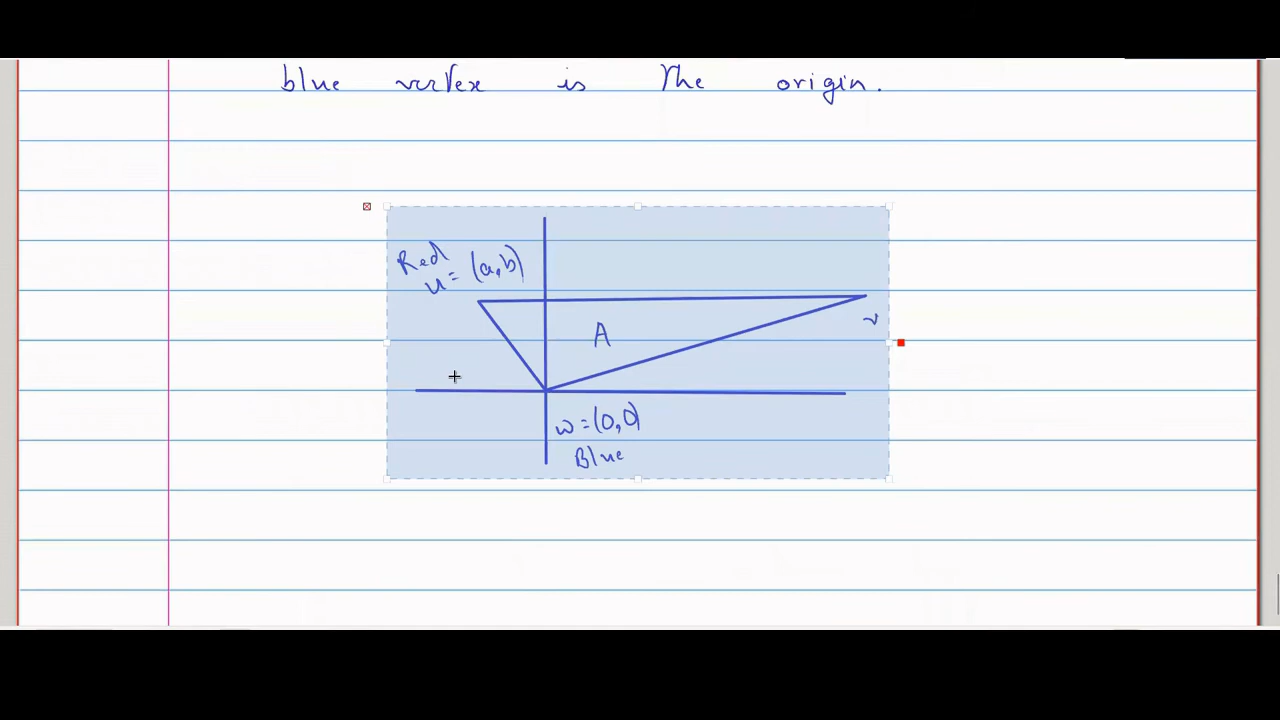 blue vertex is The origin.
Red
u = (a,b)
A
v
w = (0,0)
Blue